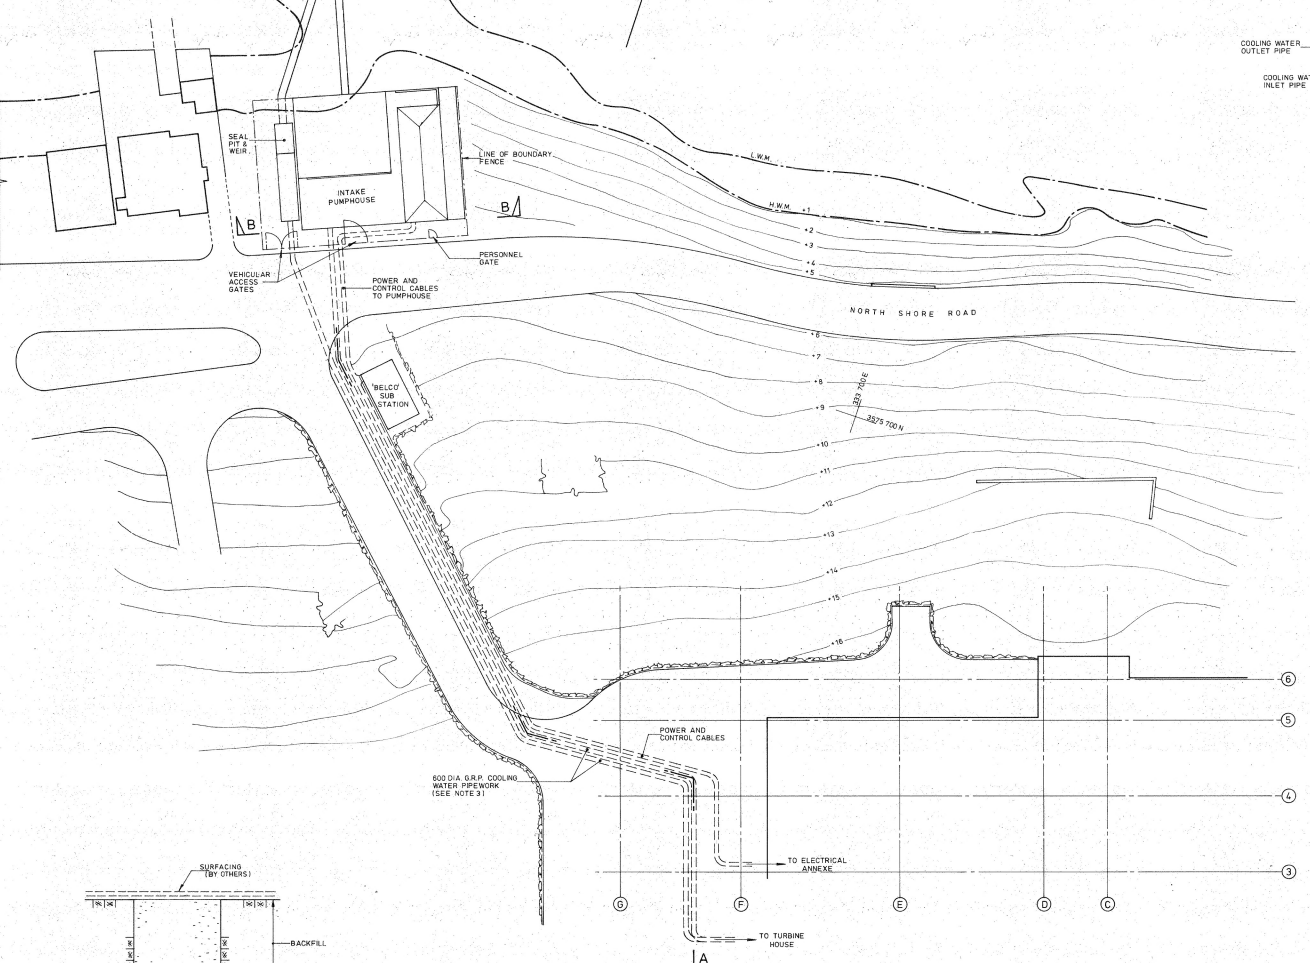 COOLING WATER
OUTLET PIPE
COOLING WAT
INLET PIPE
SEAL
PIT &
WEIR.
LINE OF BOUNDARY
FENCE
INTAKE
PUMPHOUSE
B
B
L.W.M.
H.W.M.
+1
+2
+3
+4
+5
PERSONNEL
GATE
VEHICULAR
ACCESS
GATES
POWER AND
CONTROL CABLES
TO PUMPHOUSE
NORTH SHORE ROAD
+6
+7
+8
+9
+10
+11
+12
+13
+14
+15
+16
333 700 E
3575 700 N
'BELCO'
SUB
STATION
6
5
4
3
POWER AND
CONTROL CABLES
600 DIA. G.R.P. COOLING
WATER PIPEWORK
(SEE NOTE 3)
TO ELECTRICAL
ANNEXE
G
F
E
D
C
TO TURBINE
HOUSE
A
SURFACING
(BY OTHERS)
BACKFILL